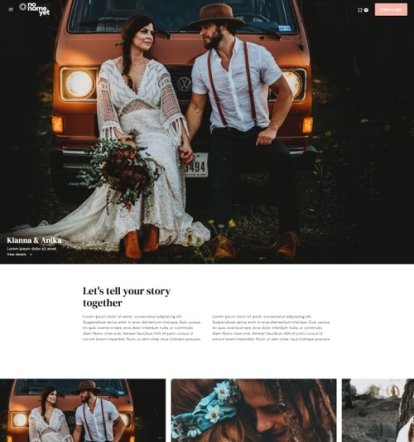 no
name
yet
0
Client Login
3494
Kianna & Anika
Lorem ipsum dolor sit amet
View details →
Let's tell your story
together
Lorem ipsum dolor sit amet, consectetur adipiscing elit.
Suspendisse varius enim in eros elementum tristique. Duis cursus,
mi quis viverra ornare, eros dolor interdum nulla, ut commodo
diam libero vitae erat. Aenean faucibus nibh et justo cursus id
rutrum lorem imperdiet. Nunc ut sem vitae risus tristique posuere.
Lorem ipsum dolor sit amet, consectetur adipiscing elit.
Suspendisse varius enim in eros elementum tristique. Duis cursus,
mi quis viverra ornare, eros dolor interdum nulla, ut commodo
diam libero vitae erat. Aenean faucibus nibh et justo cursus id
rutrum lorem imperdiet. Nunc ut sem vitae risus tristique posuere.